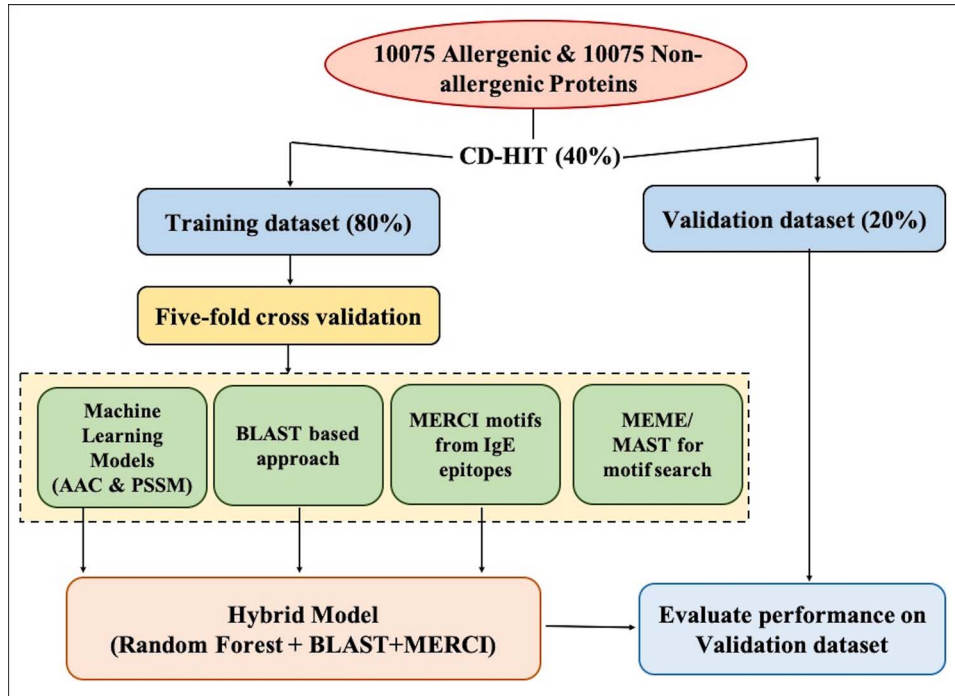 10075 Allergenic & 10075 Non-
allergenic Proteins
CD-HIT (40%)
Training dataset (80%)
Validation dataset (20%)
Five-fold cross validation
Machine
Learning
Models
(AAC & PSSM)
BLAST based
approach
MERCI motifs
from IgE
epitopes
MEME/
MAST for
motif search
Hybrid Model
(Random Forest + BLAST+MERCI)
Evaluate performance on
Validation dataset